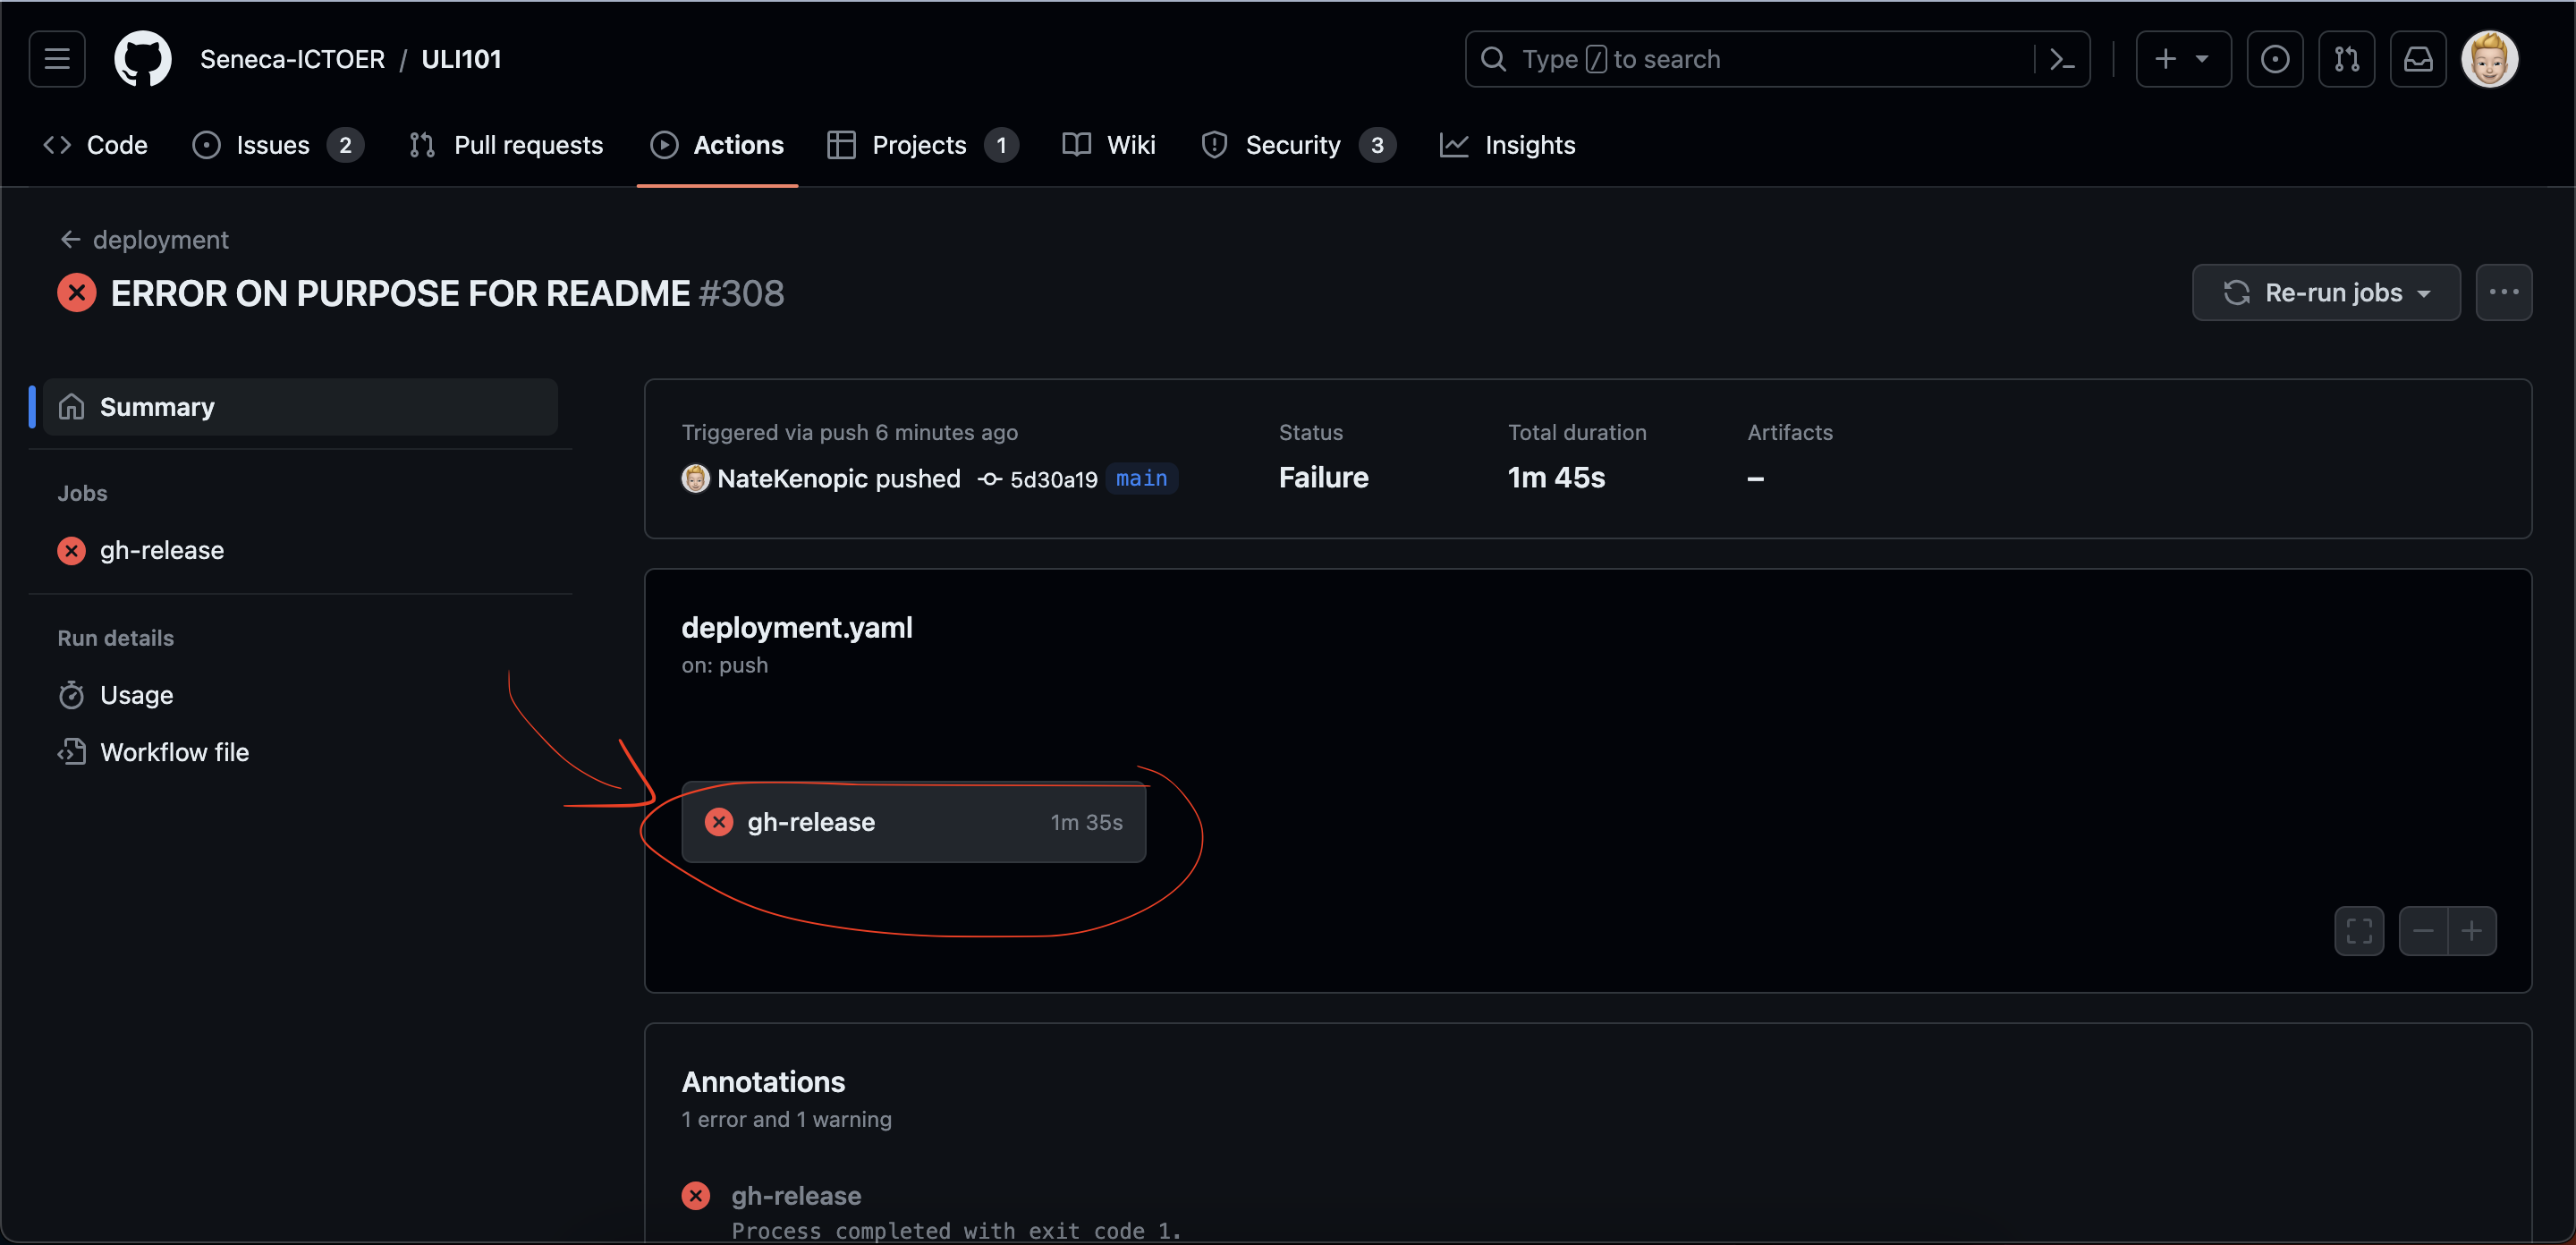 Seneca-ICTOER / ULI101
Type / to search
Code
Issues 2
Pull requests
Actions
Projects 1
Wiki
Security 3
Insights
← deployment
ERROR ON PURPOSE FOR README #308
Re-run jobs
Summary
Jobs
gh-release
Run details
Usage
Workflow file
Triggered via push 6 minutes ago
NateKenopic pushed 5d30a19 main
Status
Failure
Total duration
1m 45s
Artifacts
–
deployment.yaml
on: push
gh-release 1m 35s
Annotations
1 error and 1 warning
gh-release
Process completed with exit code 1.